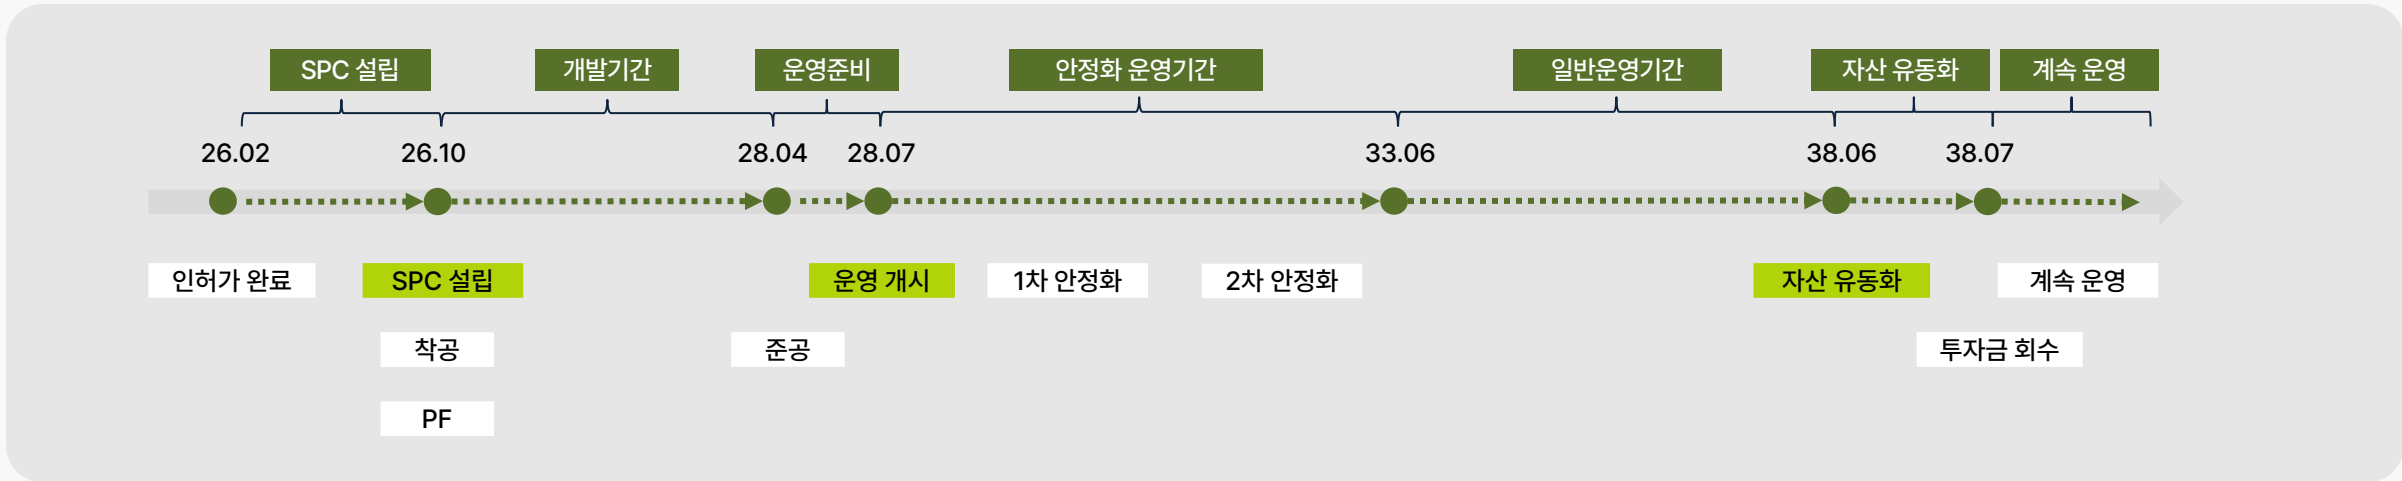 SPC 설립 개발기간 운영준비 안정화 운영기간 일반운영기간 자산 유동화 계속 운영
26.02 26.10 28.04 28.07 33.06 38.06 38.07
인허가 완료 SPC 설립 운영 개시 1차 안정화 2차 안정화 자산 유동화 계속 운영
착공 준공 투자금 회수
PF